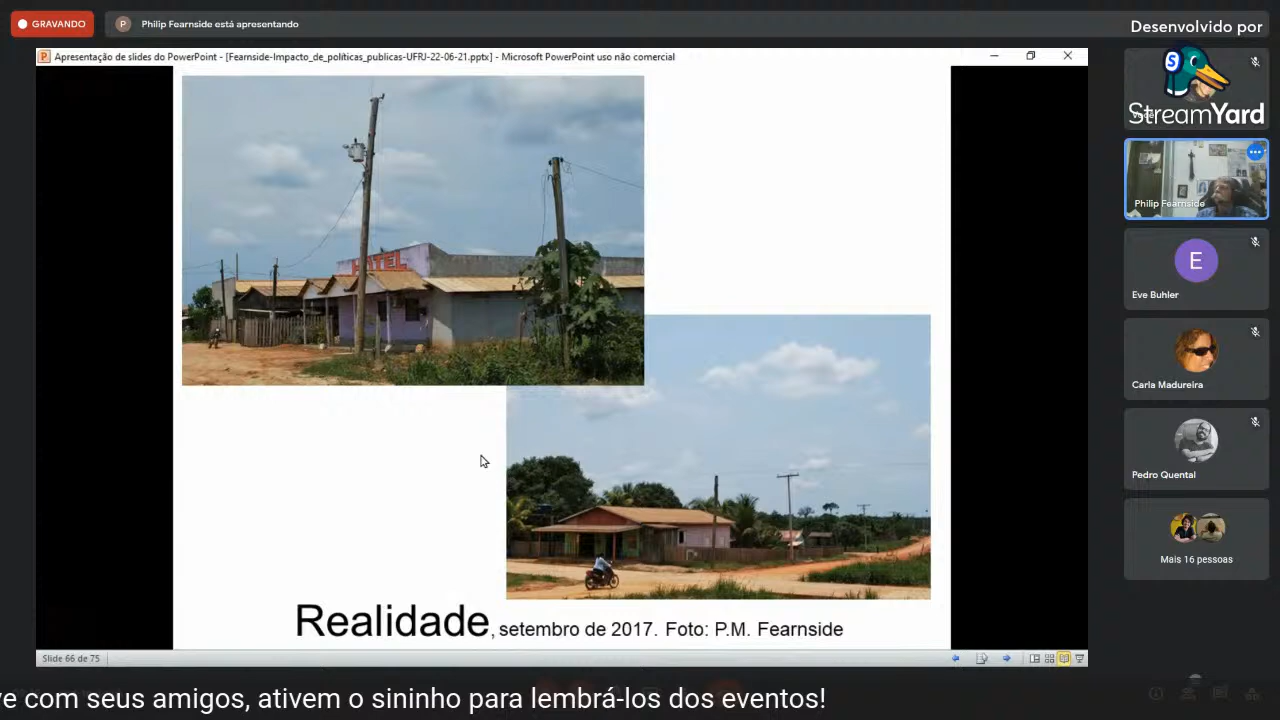 GRAVANDO
P
Philip Fearnside está apresentando
Desenvolvido por
StreamYard
Apresentação de slides do PowerPoint - [Fearnside-Impacto_de_políticas_publicas-UFRJ-22-06-21.pptx] - Microsoft PowerPoint uso não comercial
HOTEL
Realidade, setembro de 2017. Foto: P.M. Fearnside
Slide 66 de 75
Philip Fearnside
E
Eve Buhler
Carla Madureira
Pedro Quental
Mais 16 pessoas
ve com seus amigos, ativem o sininho para lembrá-los dos eventos!